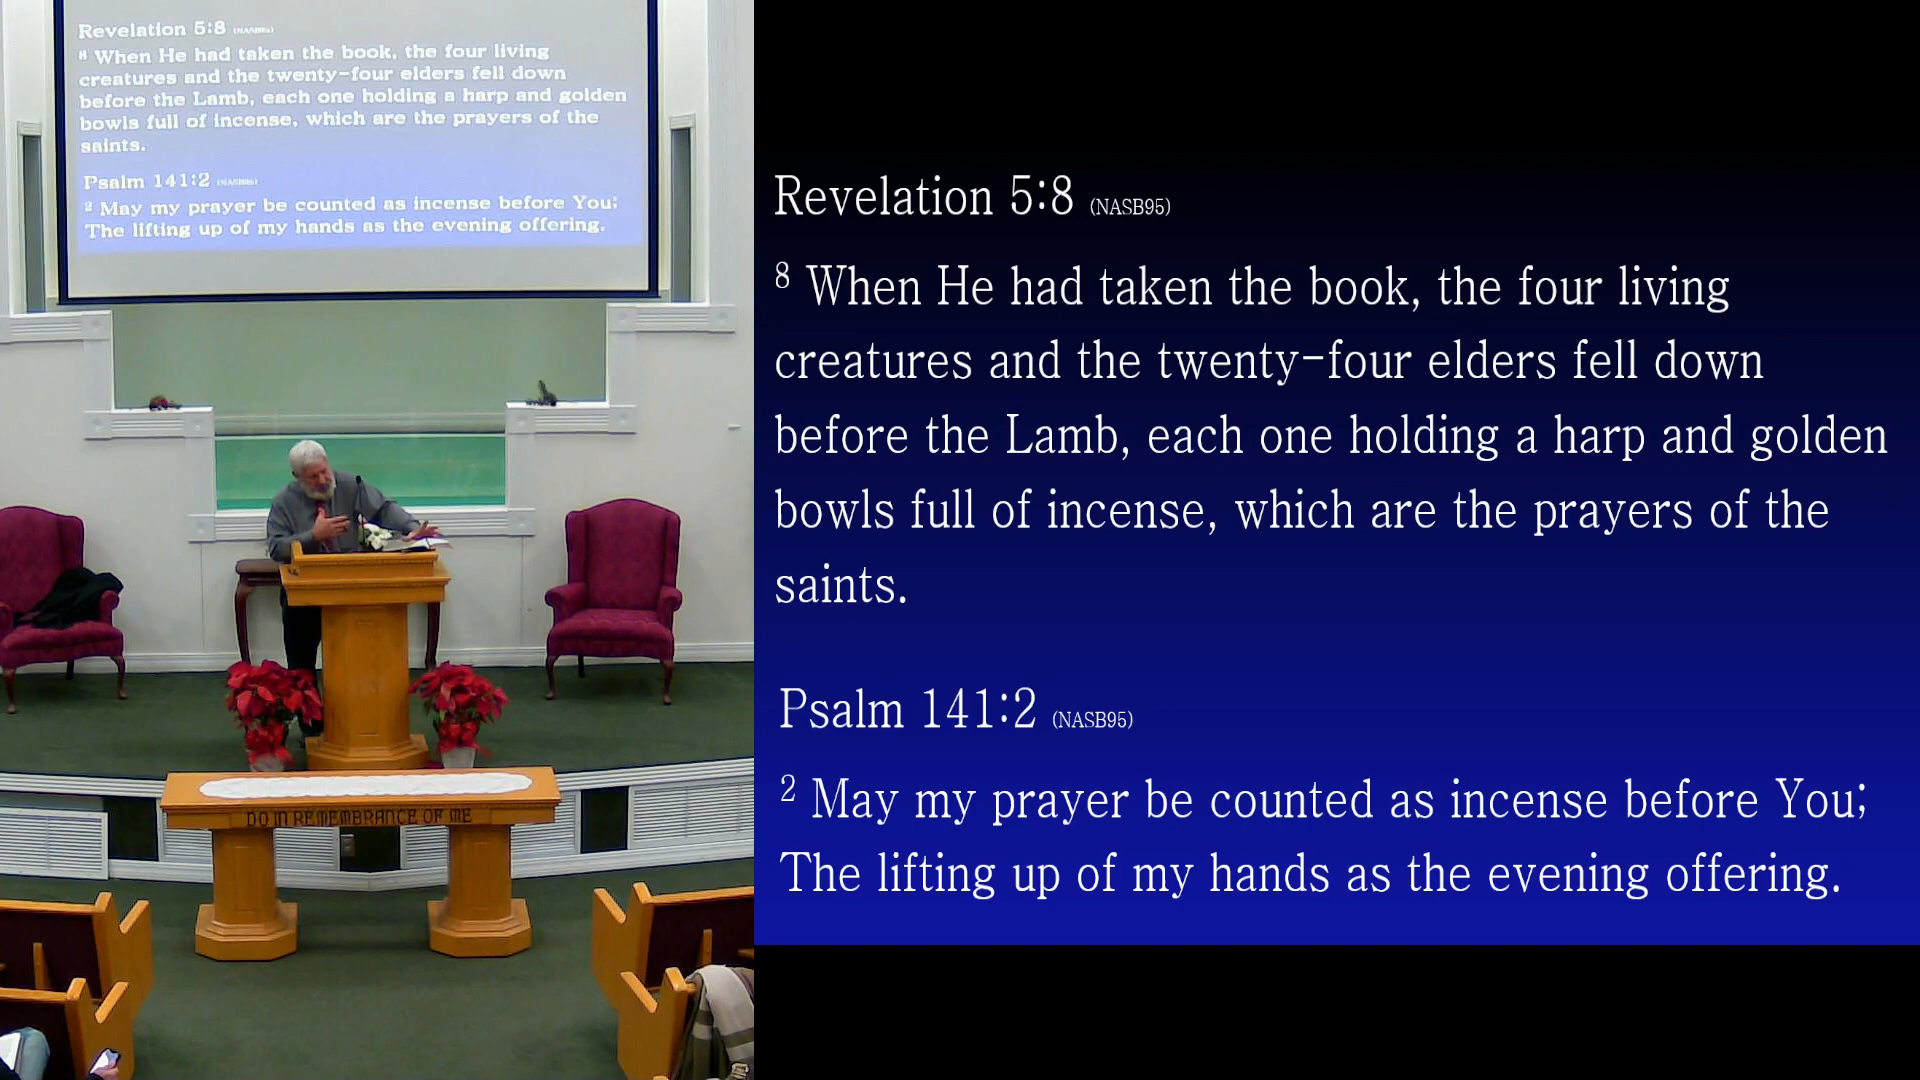 Revelation 5:8 (NASB95)
8 When He had taken the book, the four living
creatures and the twenty-four elders fell down
before the Lamb, each one holding a harp and golden
bowls full of incense, which are the prayers of the
saints.
Psalm 141:2 (NASB95)
2 May my prayer be counted as incense before You;
The lifting up of my hands as the evening offering.
DO IN REMEMBRANCE OF ME
Revelation 5:8 (NASB95)
8 When He had taken the book, the four living
creatures and the twenty-four elders fell down
before the Lamb, each one holding a harp and golden
bowls full of incense, which are the prayers of the
saints.
Psalm 141:2 (NASB95)
2 May my prayer be counted as incense before You;
The lifting up of my hands as the evening offering.